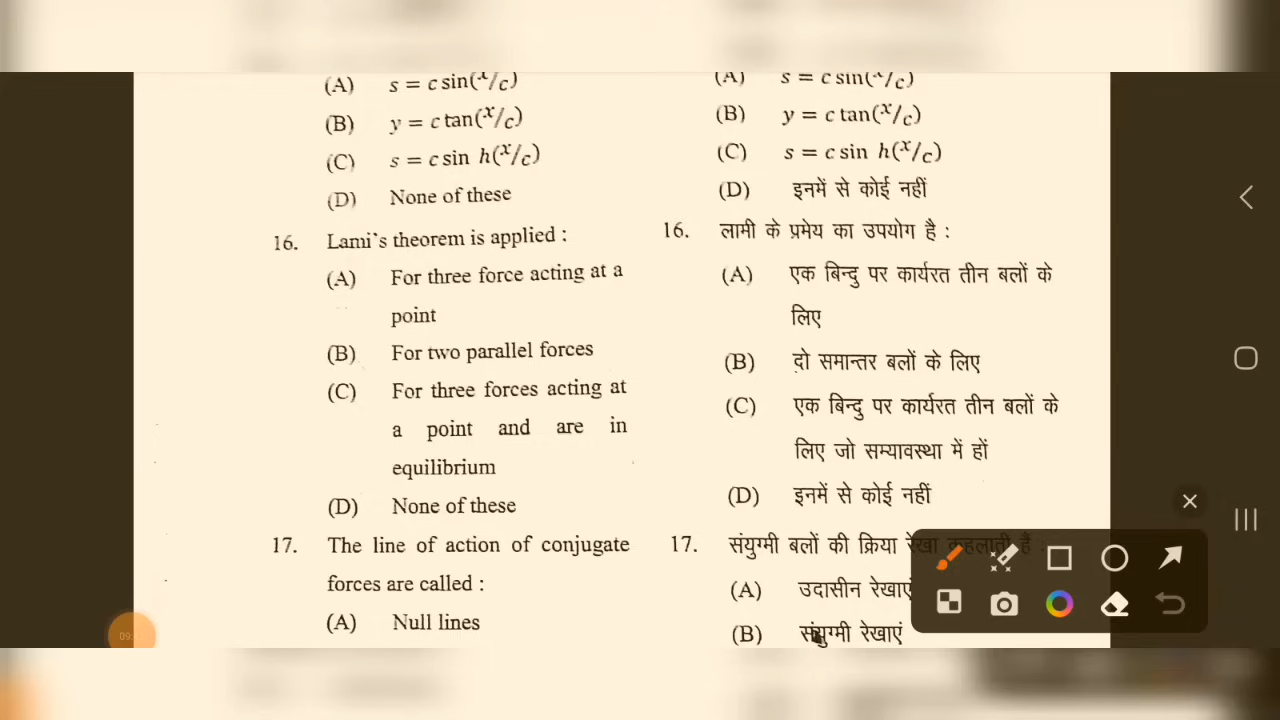 (A) s = c sin(x/c)
(B) y = c tan(x/c)
(C) s = c sin h(x/c)
(D) None of these
16. Lami's theorem is applied :
(A) For three force acting at a
point
(B) For two parallel forces
(C) For three forces acting at
a point and are in
equilibrium
(D) None of these
17. The line of action of conjugate
forces are called :
(A) Null lines
(A) s = c sin(x/c)
(B) y = c tan(x/c)
(C) s = c sin h(x/c)
(D) इनमें से कोई नहीं
16. लामी के प्रमेय का उपयोग है :
(A) एक बिन्दु पर कार्यरत तीन बलों के
लिए
(B) दो समान्तर बलों के लिए
(C) एक बिन्दु पर कार्यरत तीन बलों के
लिए जो सम्यावस्था में हों
(D) इनमें से कोई नहीं
17. संयुग्मी बलों की क्रिया रेखा कहलाती हैं :
(A) उदासीन रेखाएं
(B) संयुग्मी रेखाएं